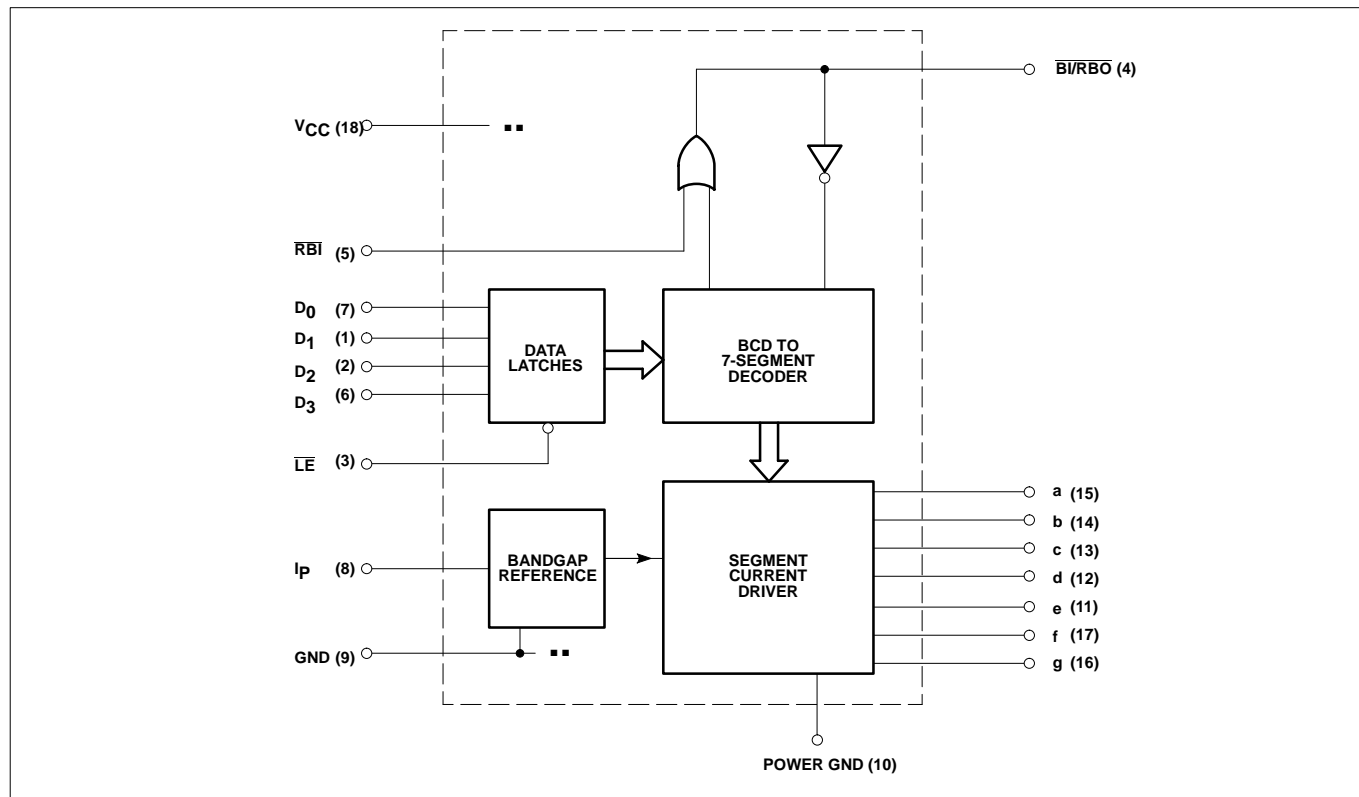 BI/RBO (4)
VCC (18)
RBI (5)
D0 (7)
D1 (1)
D2 (2)
D3 (6)
LE (3)
DATA
LATCHES
BCD TO
7-SEGMENT
DECODER
IP (8)
GND (9)
BANDGAP
REFERENCE
SEGMENT
CURRENT
DRIVER
a (15)
b (14)
c (13)
d (12)
e (11)
f (17)
g (16)
POWER GND (10)